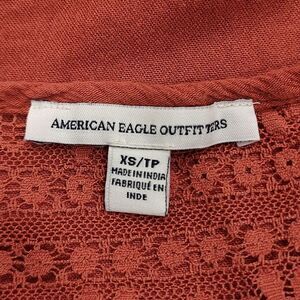 AMERICAN EAGLE OUTFITTERS
XS/TP
MADE IN INDIA
FABRIQUÉ EN
INDE